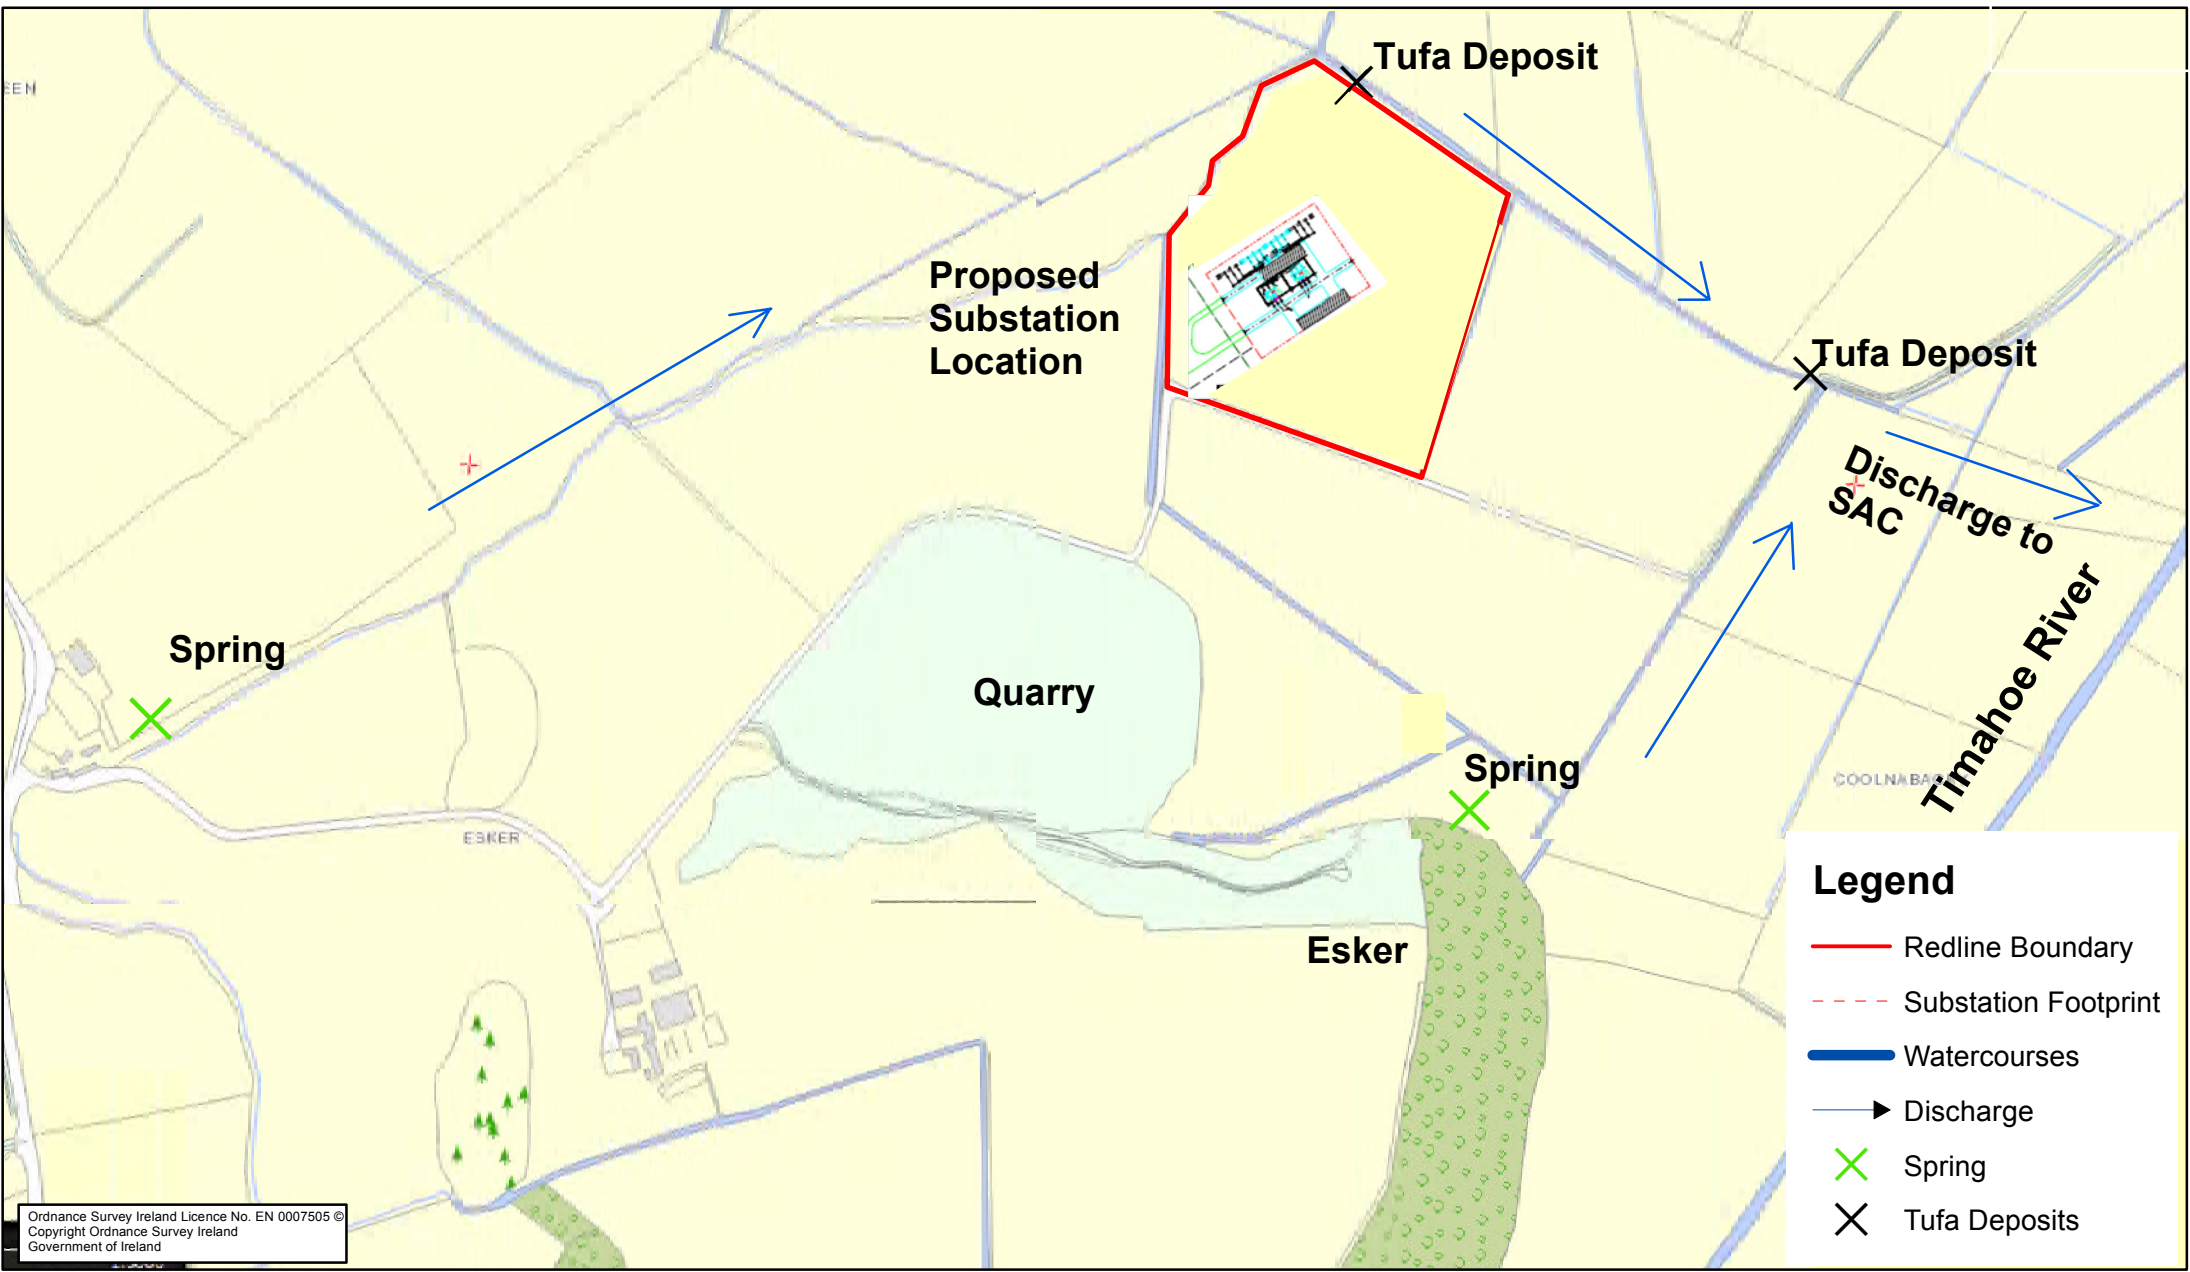 Tufa Deposit
EEN
Proposed
Substation
Location
Tufa Deposit
Discharge to
SAC
Timahoe River
Spring
Quarry
Spring
ESKER
Esker
Legend
Redline Boundary
Substation Footprint
Watercourses
Discharge
Spring
Tufa Deposits
Ordnance Survey Ireland Licence No. EN 0007505 ©
Copyright Ordnance Survey Ireland
Government of Ireland